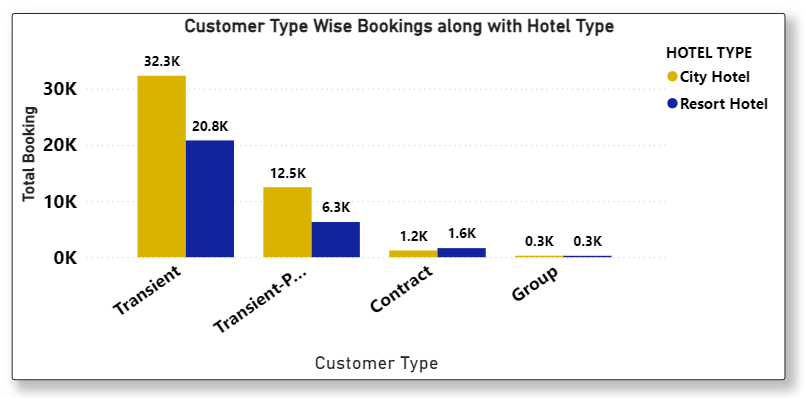 Customer Type Wise Bookings along with Hotel Type
HOTEL TYPE
City Hotel
Resort Hotel
Total Booking
30K
20K
10K
0K
32.3K
20.8K
12.5K
6.3K
1.2K
1.6K
0.3K
0.3K
Transient
Transient-P...
Contract
Group
Customer Type